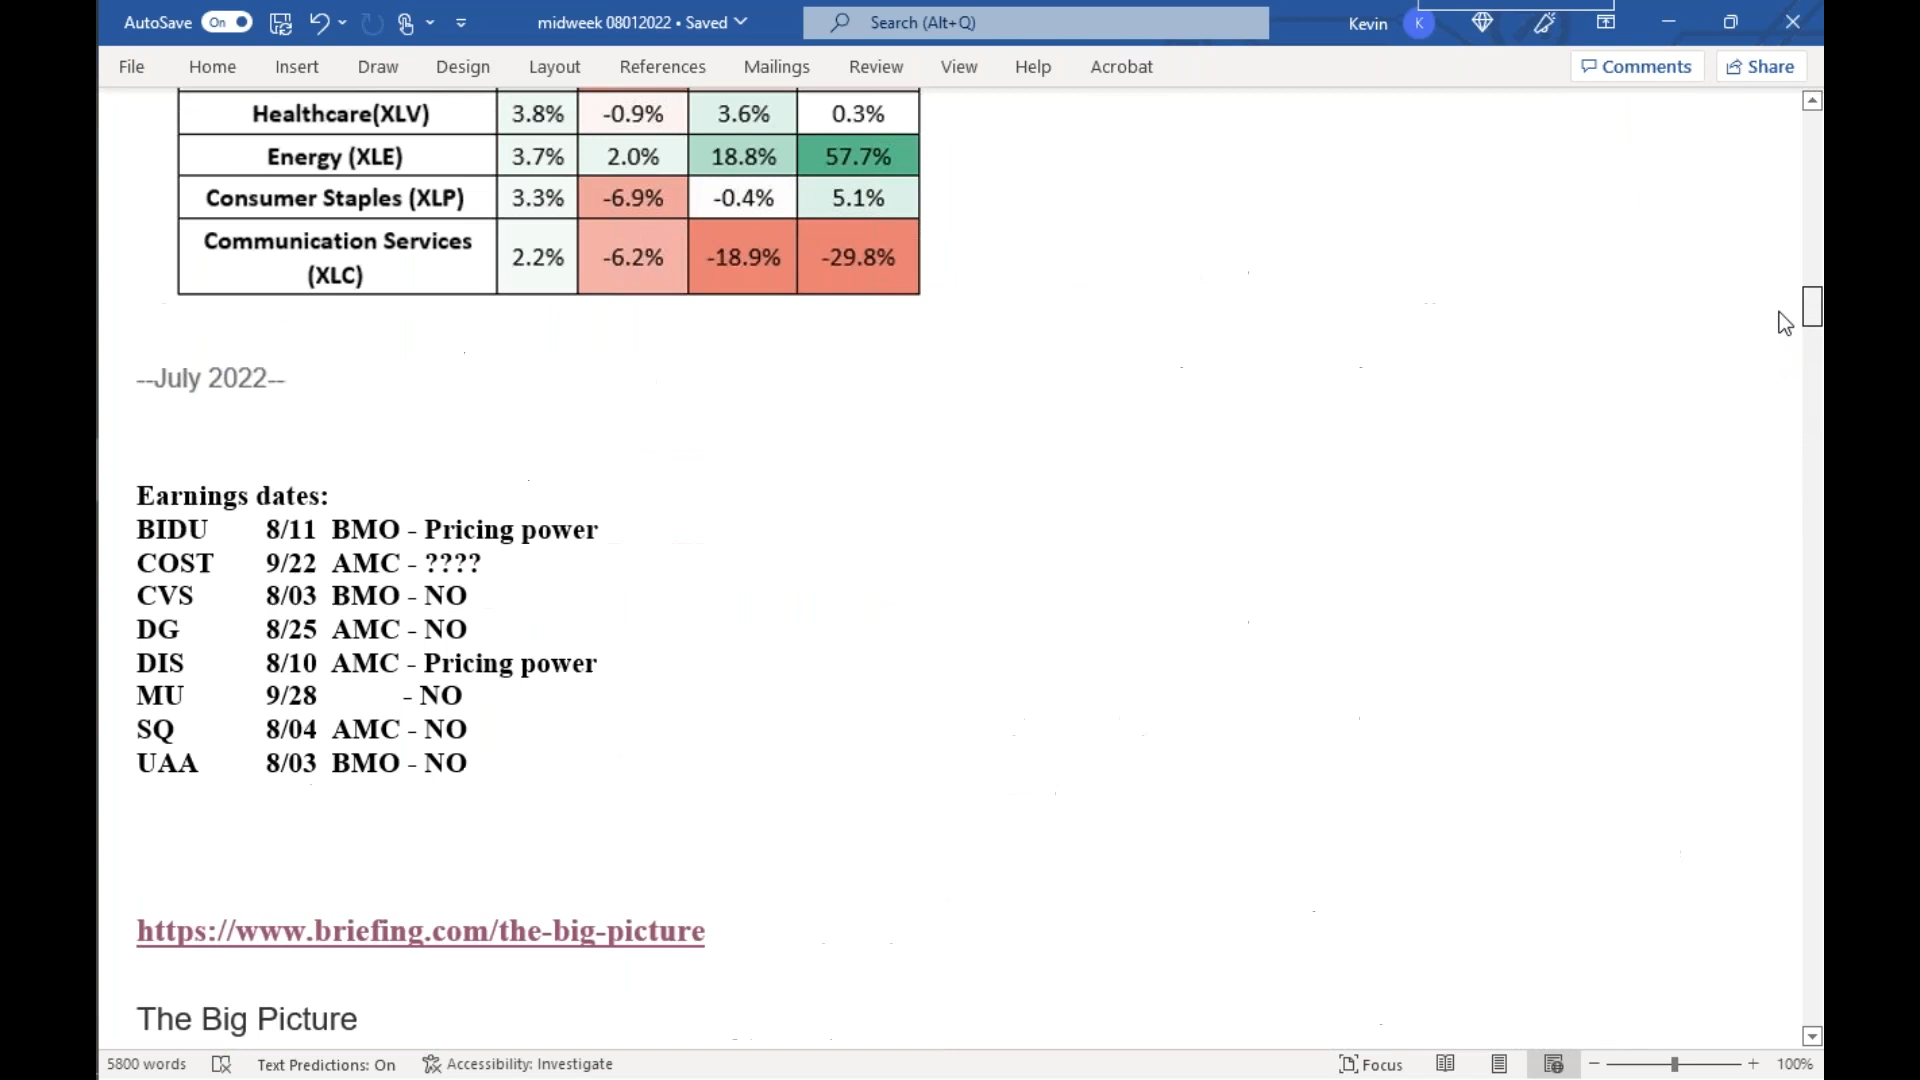 AutoSave On midweek 08012022 • Saved Search (Alt+Q) Kevin K
File Home Insert Draw Design Layout References Mailings Review View Help Acrobat Comments Share
Healthcare(XLV) 3.8% -0.9% 3.6% 0.3%
Energy (XLE) 3.7% 2.0% 18.8% 57.7%
Consumer Staples (XLP) 3.3% -6.9% -0.4% 5.1%
Communication Services
(XLC) 2.2% -6.2% -18.9% -29.8%
--July 2022--
Earnings dates:
BIDU 8/11 BMO - Pricing power
COST 9/22 AMC - ????
CVS 8/03 BMO - NO
DG 8/25 AMC - NO
DIS 8/10 AMC - Pricing power
MU 9/28 - NO
SQ 8/04 AMC - NO
UAA 8/03 BMO - NO
https://www.briefing.com/the-big-picture
The Big Picture
5800 words Text Predictions: On Accessibility: Investigate Focus 100%